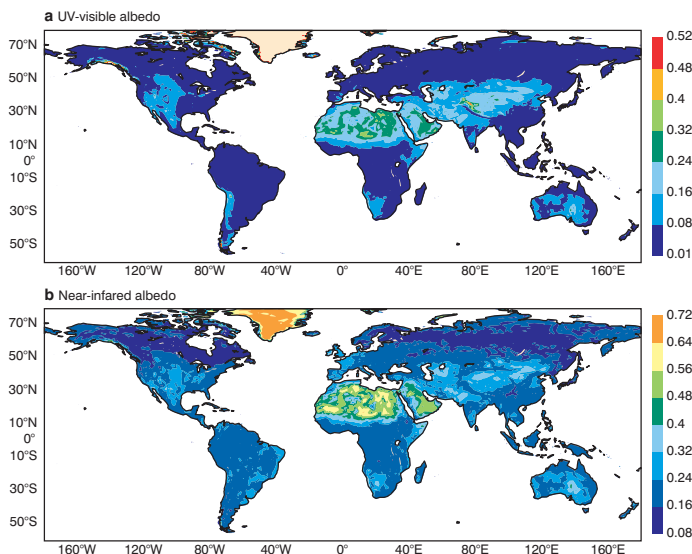 a UV-visible albedo
70°N
50°N
30°N
10°N
0°
10°S
30°S
50°S
160°W 120°W 80°W 40°W 0° 40°E 80°E 120°E 160°E
0.52
0.48
0.40
0.32
0.24
0.16
0.08
0.01
b Near-infared albedo
70°N
50°N
30°N
10°N
0°
10°S
30°S
50°S
160°W 120°W 80°W 40°W 0° 40°E 80°E 120°E 160°E
0.72
0.64
0.56
0.48
0.4
0.32
0.24
0.16
0.08